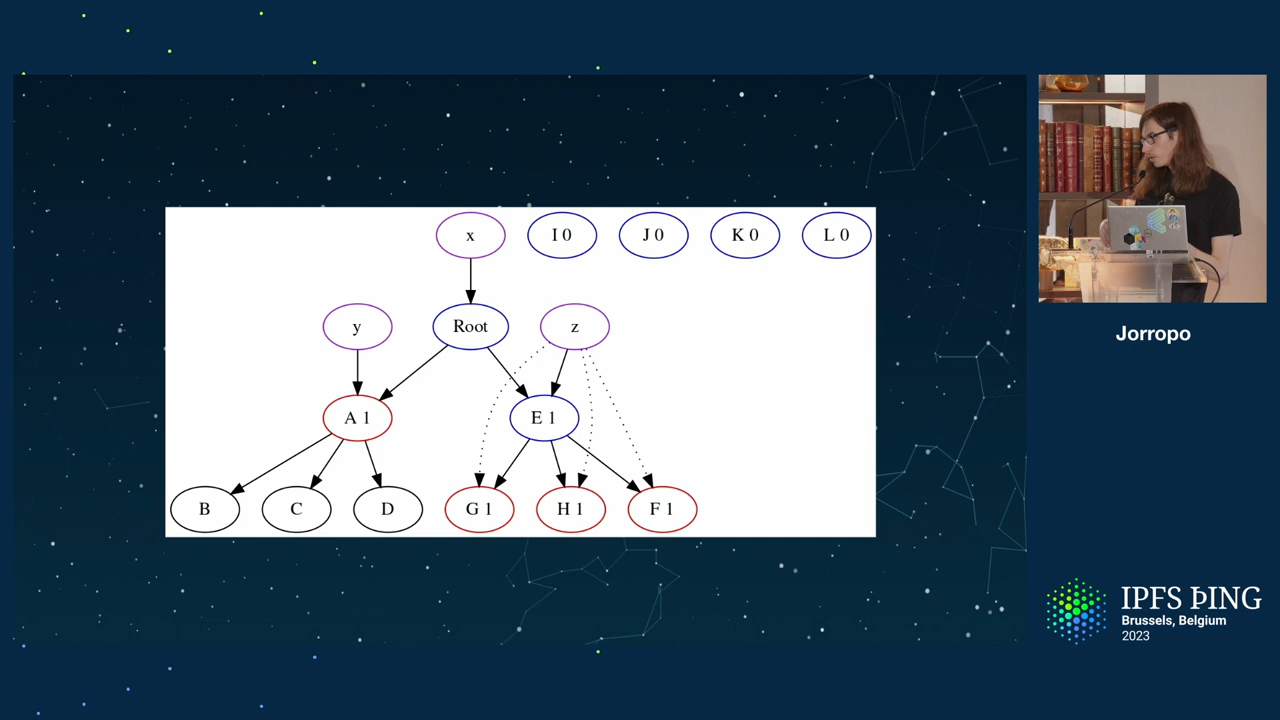 x I 0 J 0 K 0 L 0
y Root z
A 1 E 1
B C D G 1 H 1 F 1
Jorropo
IPFS ÞING
Brussels, Belgium
2023